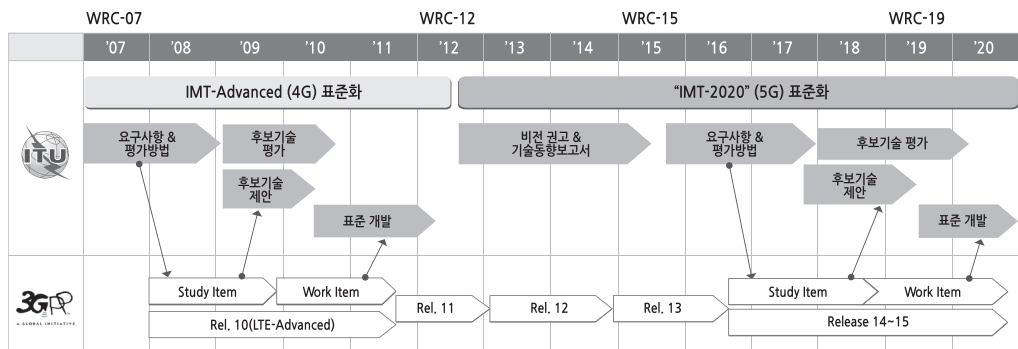 WRC-07 WRC-12 WRC-15 WRC-19
'07 '08 '09 '10 '11 '12 '13 '14 '15 '16 '17 '18 '19 '20
IMT-Advanced (4G) 표준화
“IMT-2020” (5G) 표준화
ITU
요구사항 &
평가방법
후보기술
평가
비전 권고 &
기술동향보고서
요구사항 &
평가방법
후보기술 평가
후보기술
제안
후보기술
제안
표준 개발
표준 개발
3GPP
A GLOBAL INITIATIVE
Study Item
Work Item
Study Item
Work Item
Rel. 11
Rel. 12
Rel. 13
Rel. 10(LTE-Advanced)
Release 14~15